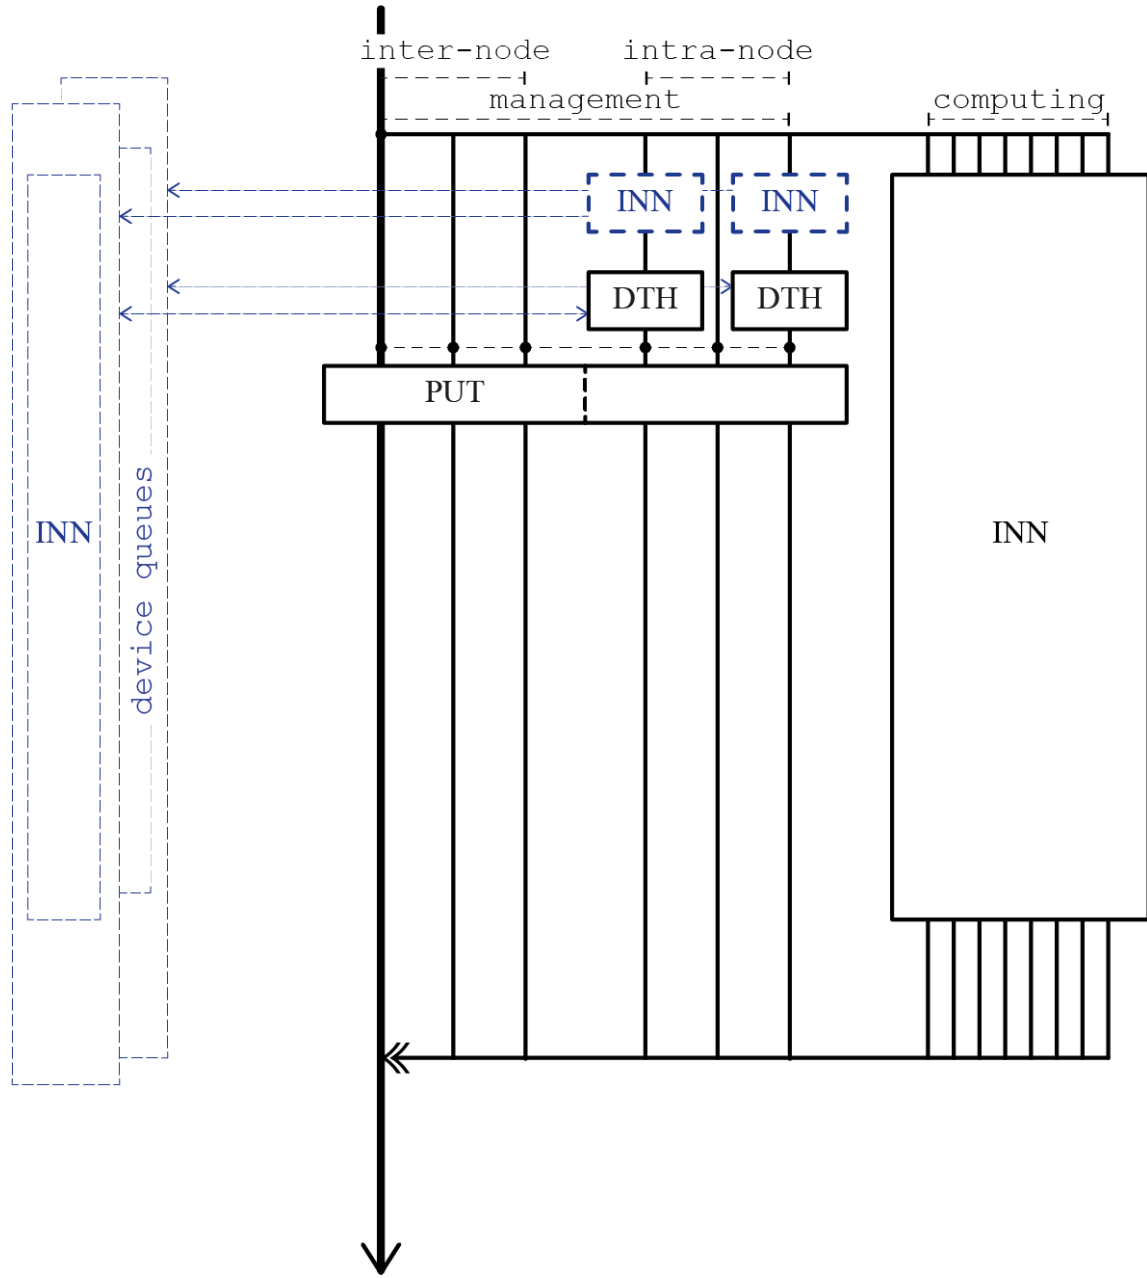 inter-node intra-node
management computing
INN INN
DTH DTH
PUT
INN device queues INN